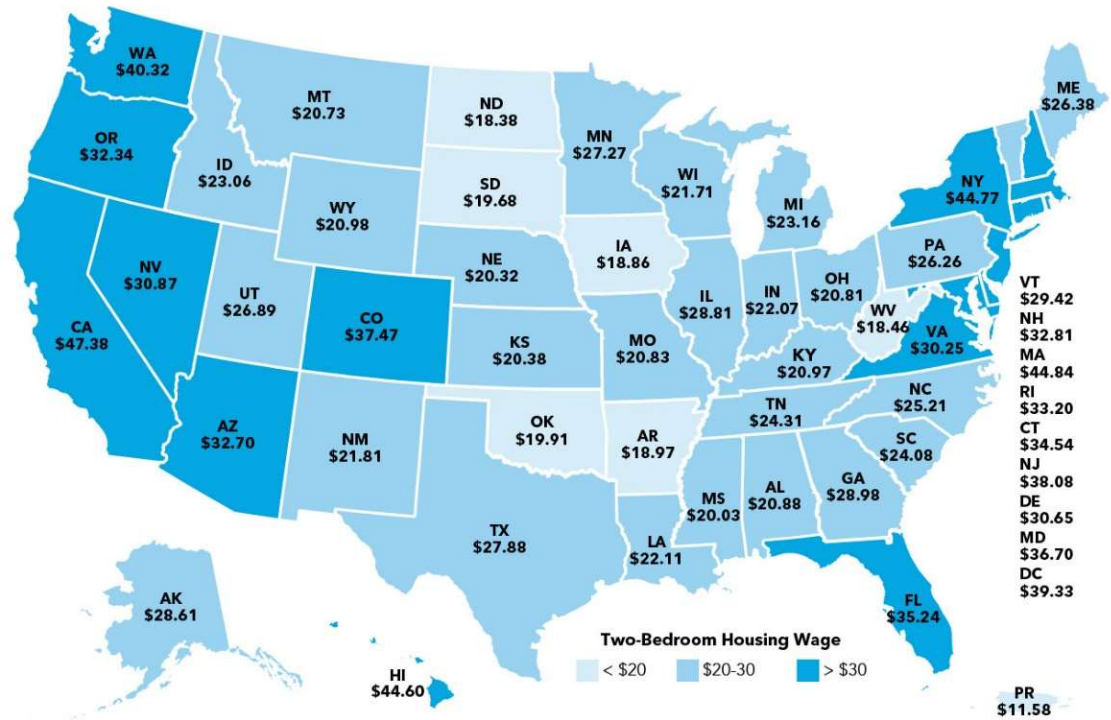 WA
$40.32
OR
$32.34
CA
$47.38
NV
$30.87
ID
$23.06
MT
$20.73
WY
$20.98
UT
$26.89
AZ
$32.70
CO
$37.47
NM
$21.81
ND
$18.38
SD
$19.68
NE
$20.32
KS
$20.38
OK
$19.91
TX
$27.88
MN
$27.27
IA
$18.86
MO
$20.83
AR
$18.97
LA
$22.11
WI
$21.71
IL
$28.81
MI
$23.16
IN
$22.07
OH
$20.81
KY
$20.97
TN
$24.31
MS
$20.03
AL
$20.88
GA
$28.98
FL
$35.24
SC
$24.08
NC
$25.21
VA
$30.25
WV
$18.46
PA
$26.26
NY
$44.77
ME
$26.38
VT
$29.42
NH
$32.81
MA
$44.84
RI
$33.20
CT
$34.54
NJ
$38.08
DE
$30.65
MD
$36.70
DC
$39.33
AK
$28.61
HI
$44.60
Two-Bedroom Housing Wage
< $20
$20-30
> $30
PR
$11.58